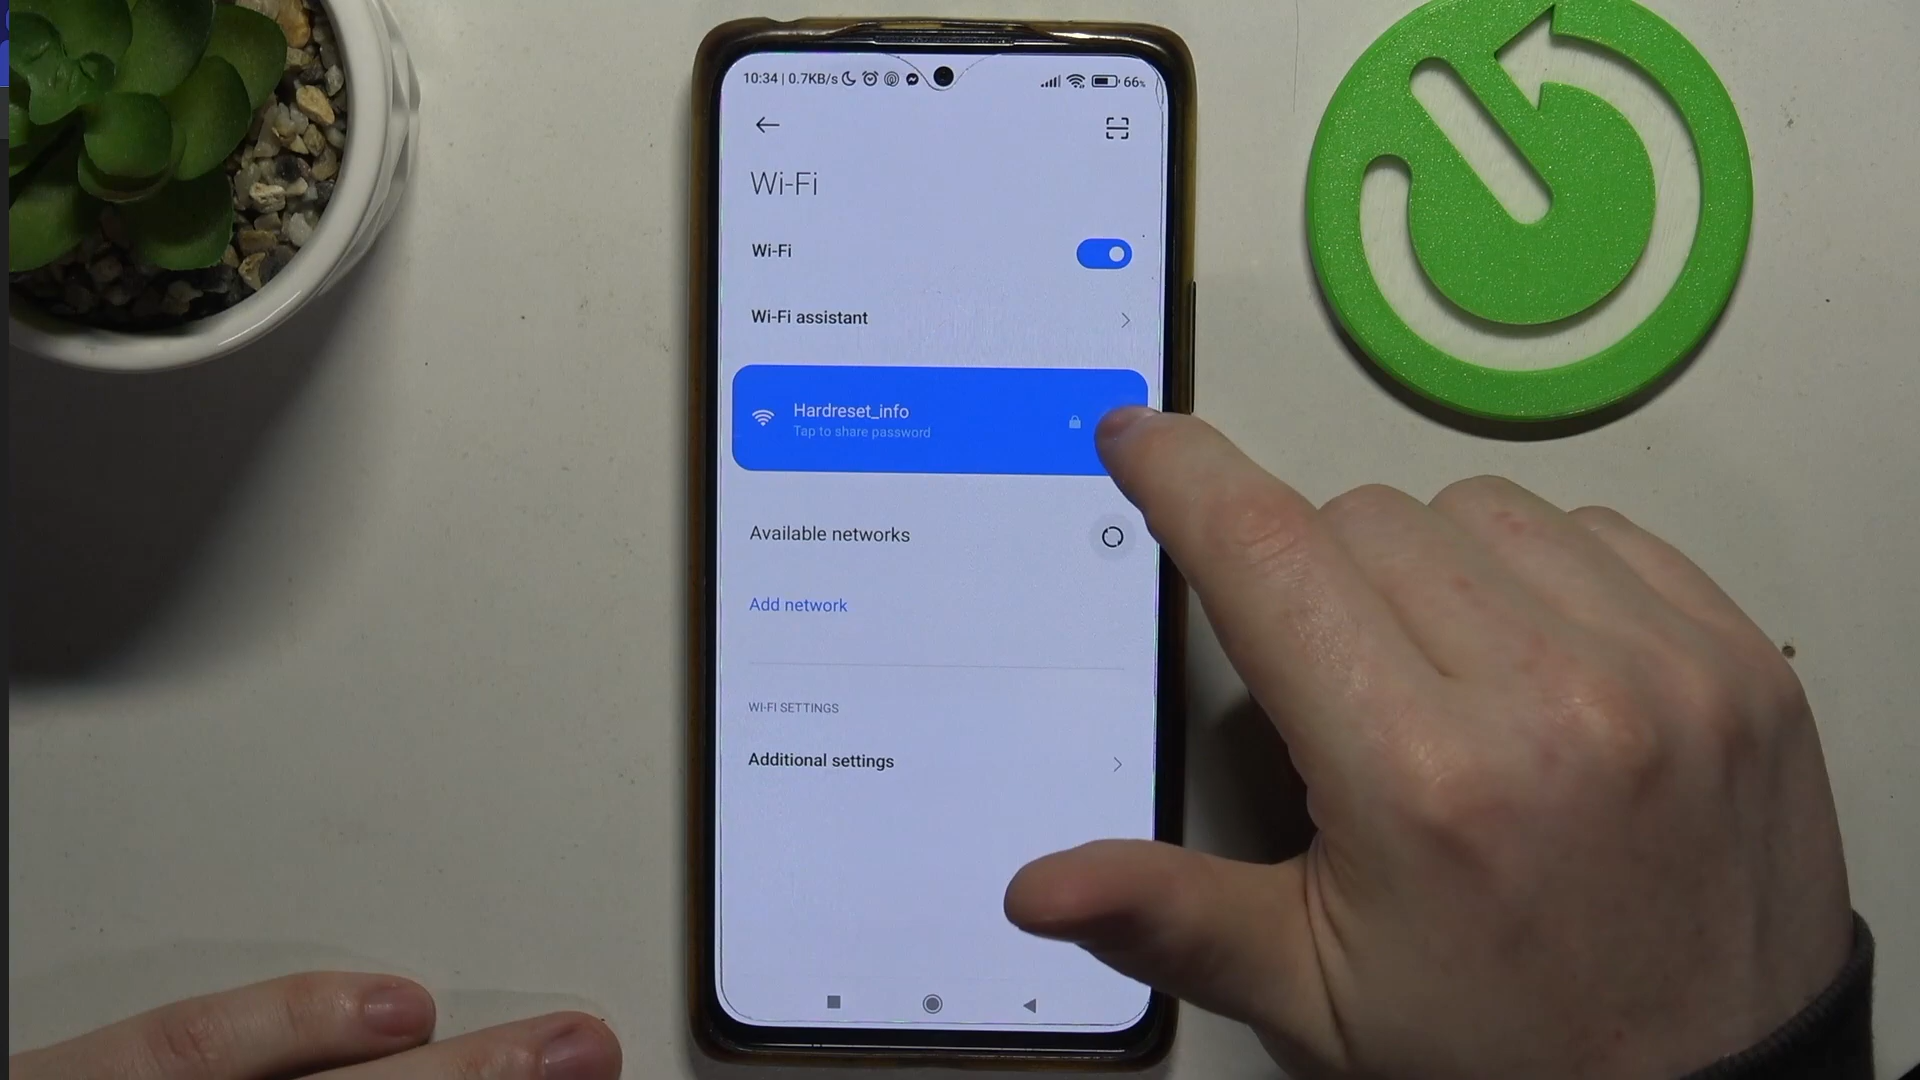 10:34 | 0.7KB/s
66%
Wi-Fi
Wi-Fi
Wi-Fi assistant
Hardreset_info
Tap to share password
Available networks
Add network
WI-FI SETTINGS
Additional settings